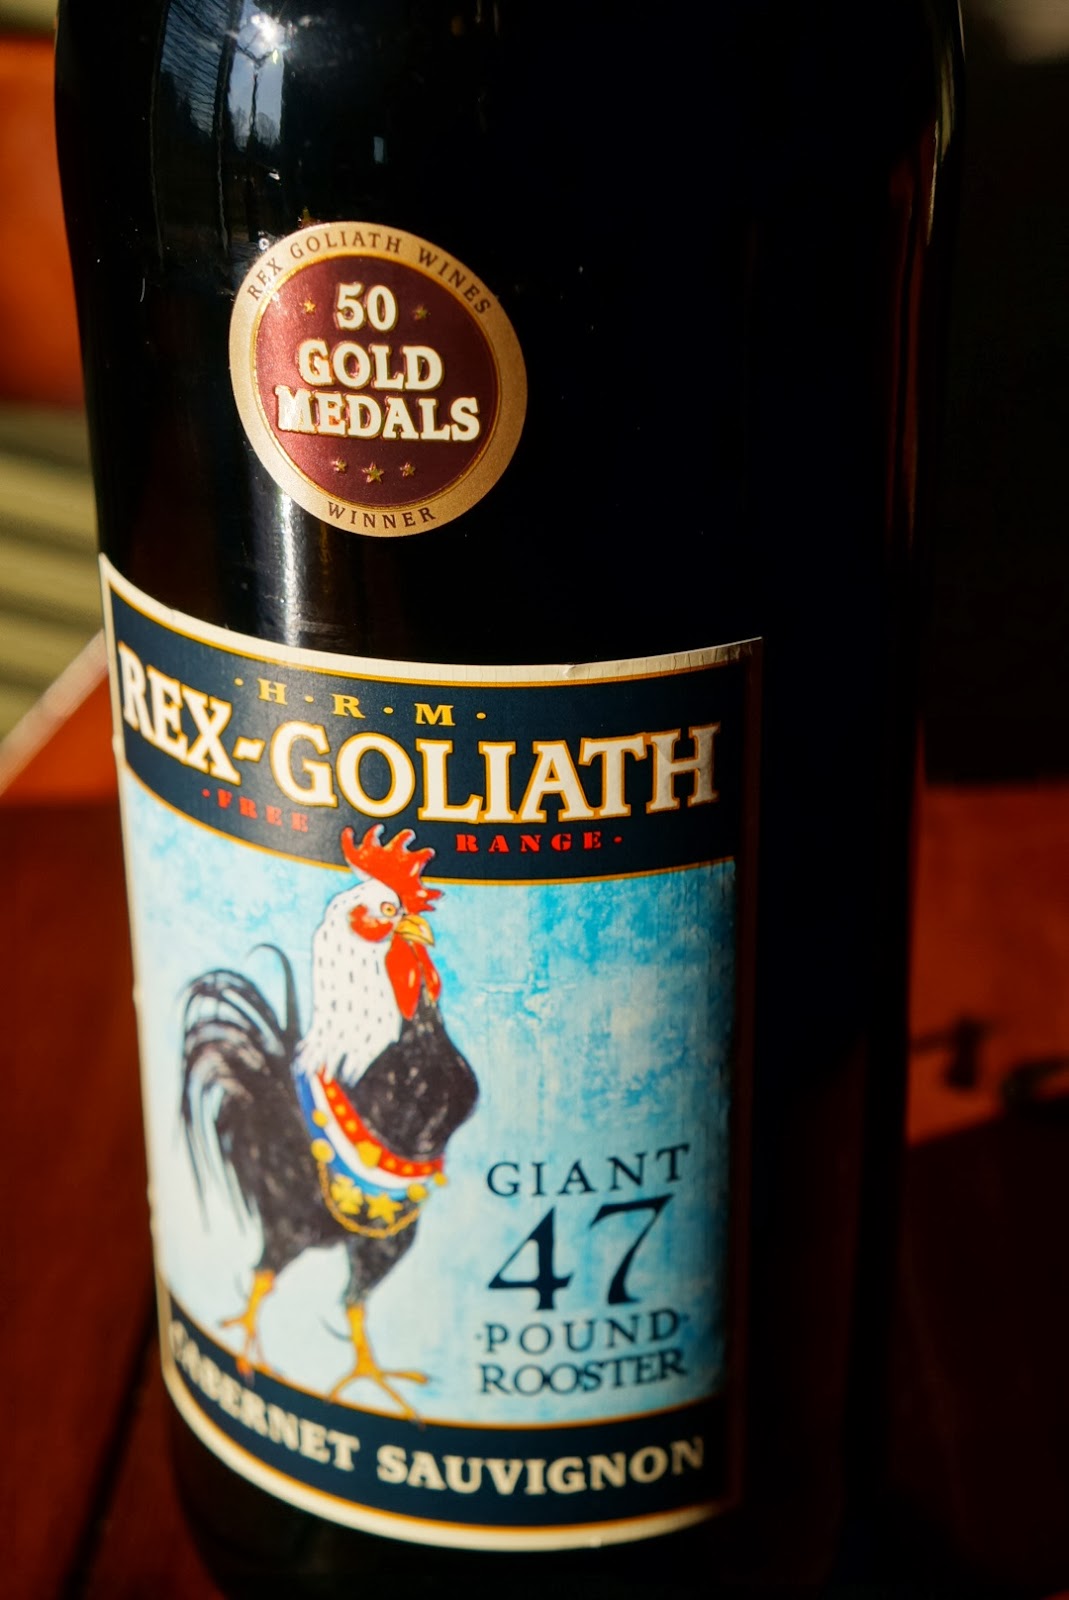 REX GOLIATH WINES
50
GOLD
MEDALS
WINNER
·H·R·M·
REX-GOLIATH
·FREE RANGE·
GIANT
47
·POUND·
ROOSTER
CABERNET SAUVIGNON